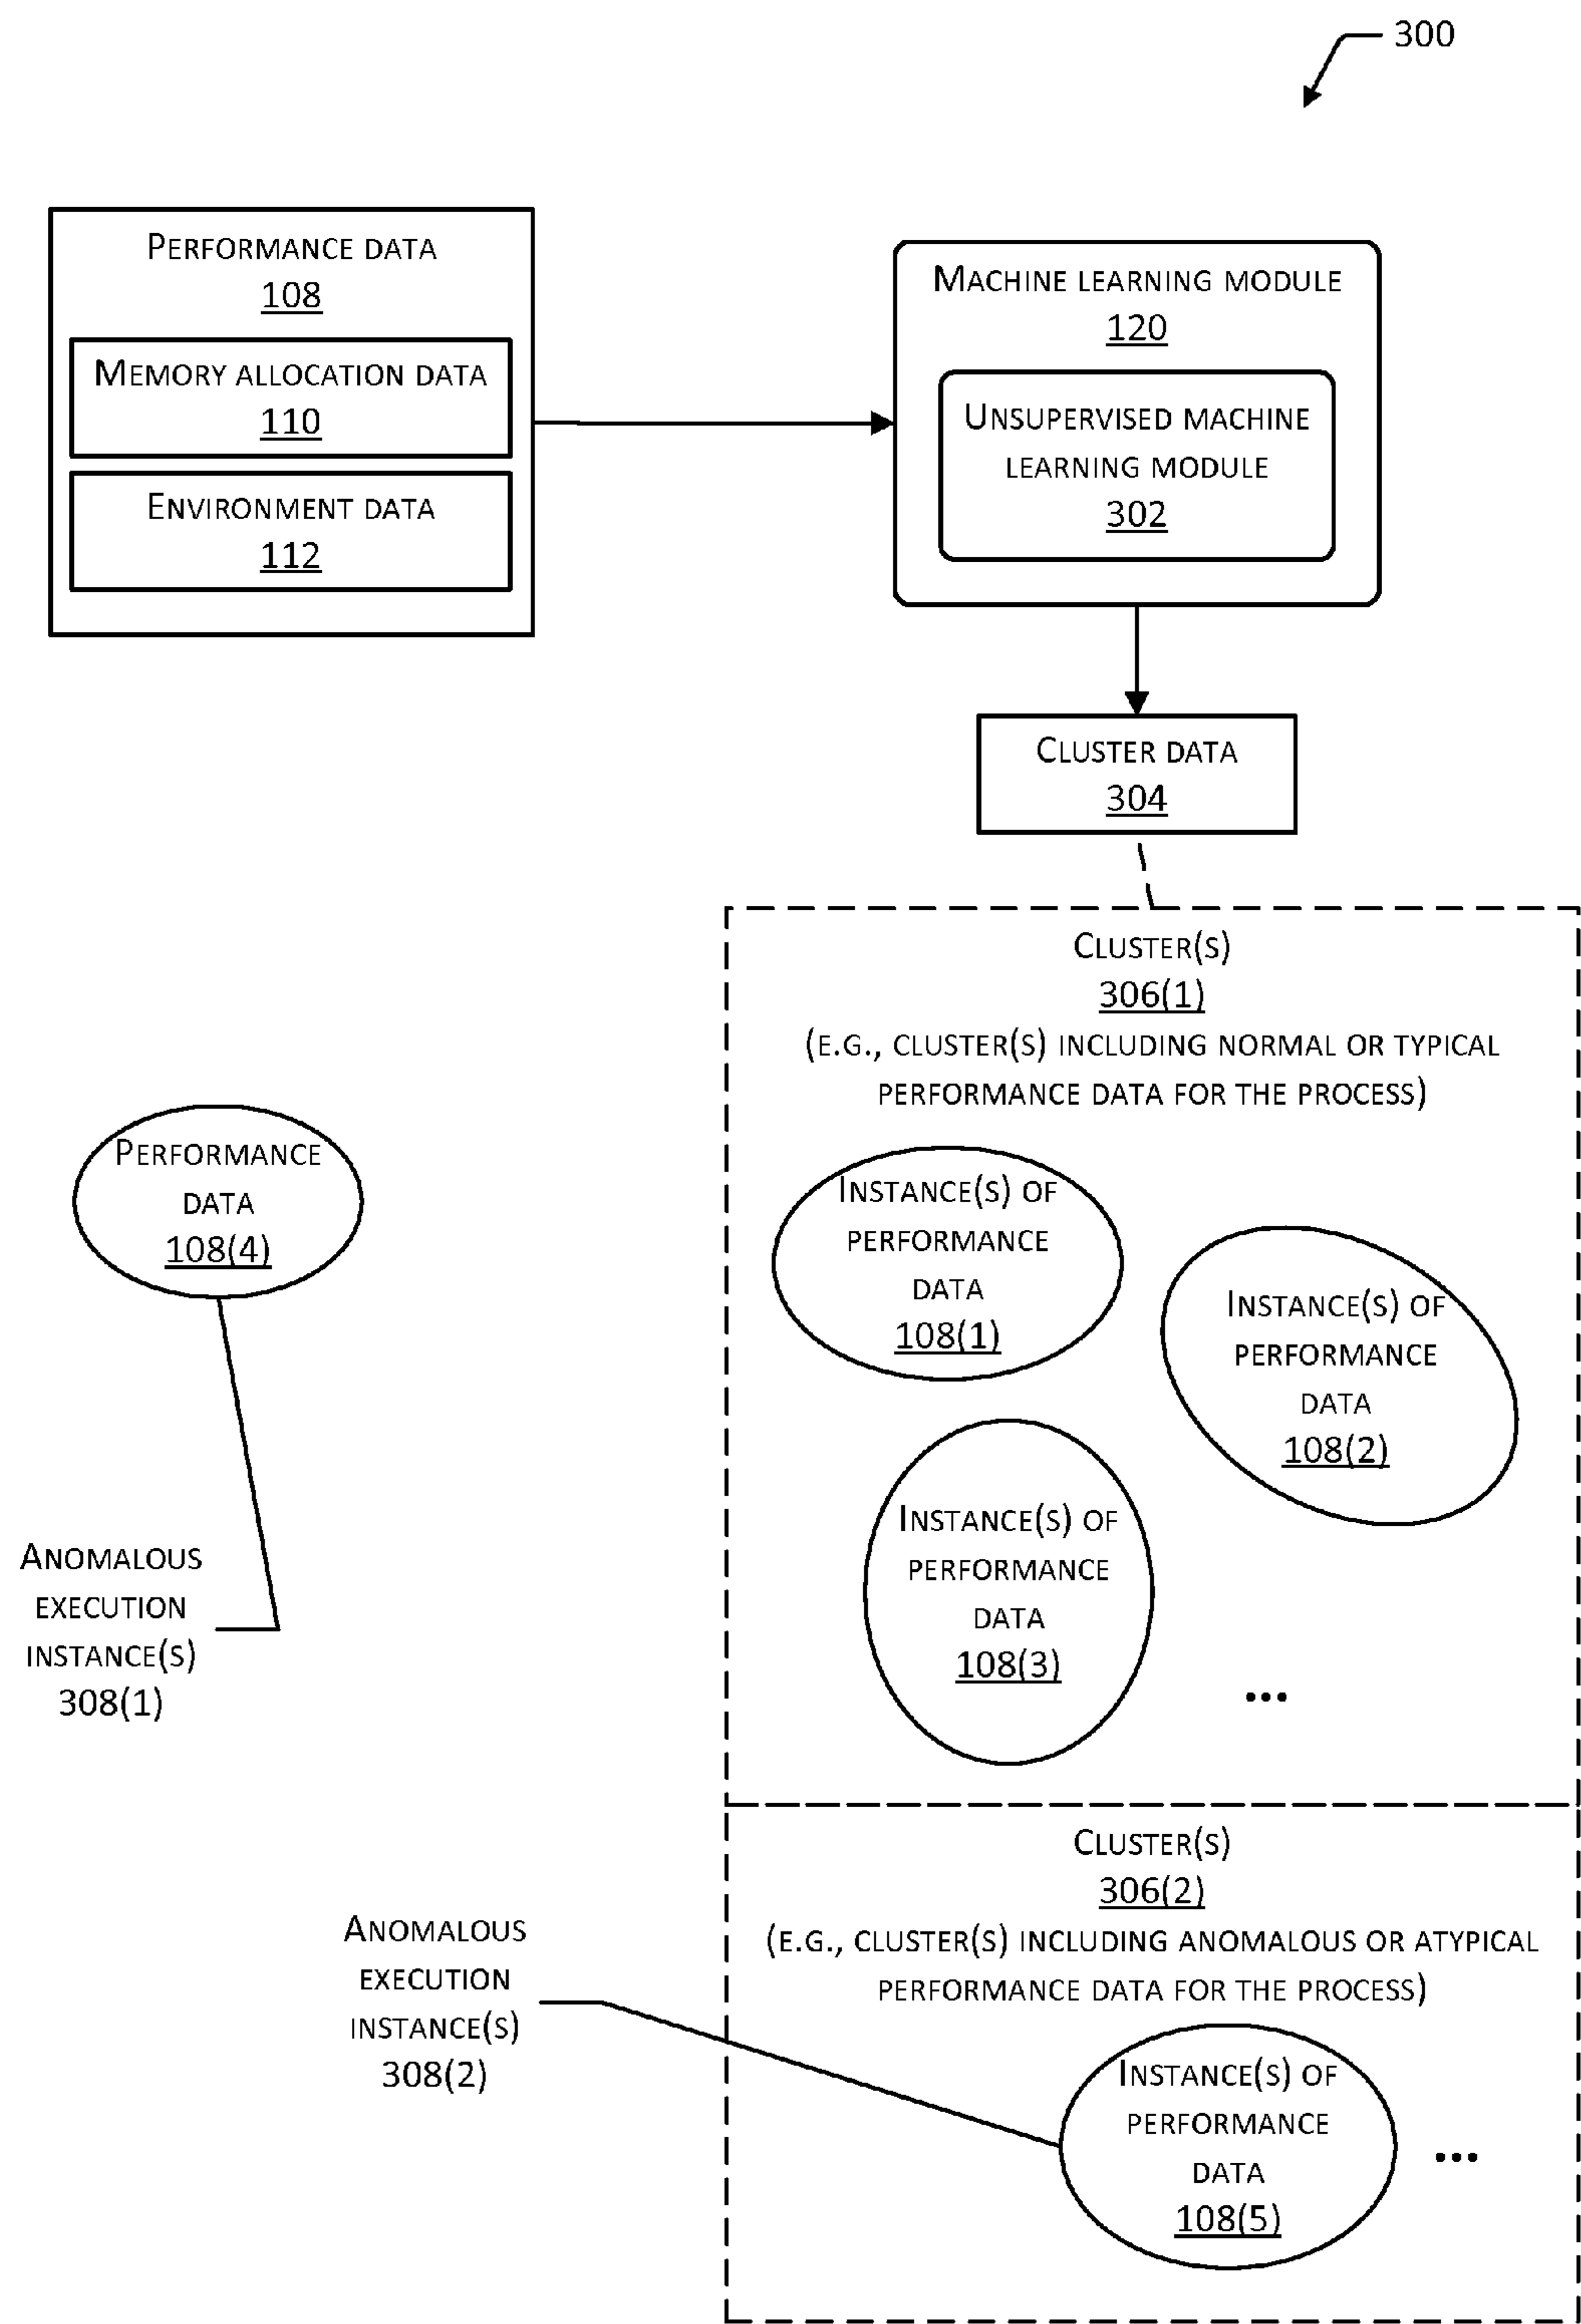 300
Performance data
108
Memory allocation data
110
Environment data
112
Machine learning module
120
Unsupervised machine
learning module
302
Cluster data
304
Cluster(s)
306(1)
(e.g., cluster(s) including normal or typical
performance data for the process)
Instance(s) of
performance
data
108(1)
Instance(s) of
performance
data
108(2)
Instance(s) of
performance
data
108(3)
...
Performance
data
108(4)
Anomalous
execution
instance(s)
308(1)
Cluster(s)
306(2)
(e.g., cluster(s) including anomalous or atypical
performance data for the process)
Anomalous
execution
instance(s)
308(2)
Instance(s) of
performance
data
108(5)
...